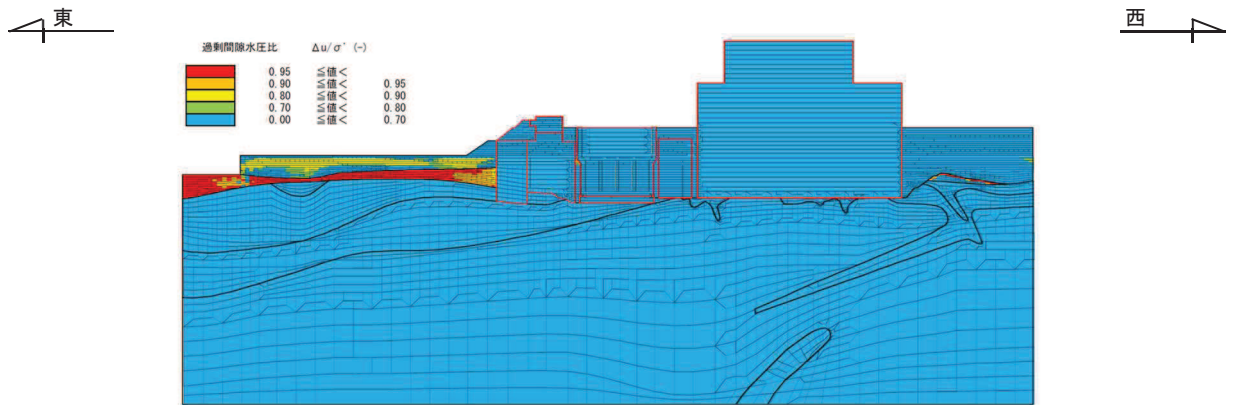 東
西
過剰間隙水圧比 Δu/σ' (-)
0.95 ≦値<
0.90 ≦値< 0.95
0.80 ≦値< 0.90
0.70 ≦値< 0.80
0.00 ≦値< 0.70